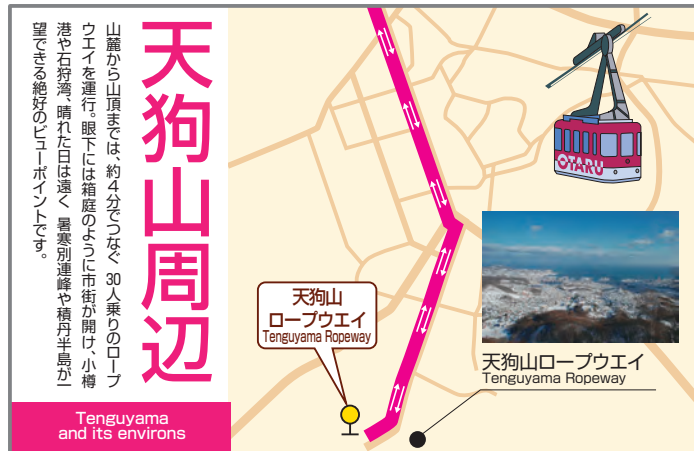 天狗山周辺
山麓から山頂までは、約4分でつなぐ 30人乗りのロープ
ウエイを運行。眼下には箱庭のように市街が開け、小樽
港や石狩湾、晴れた日は遠く 暑寒別連峰や積丹半島が一
望できる絶好のビューポイントです。
Tenguyama
and its environs
天狗山
ロープウエイ
Tenguyama Ropeway
OTARU
天狗山ロープウエイ
Tenguyama Ropeway